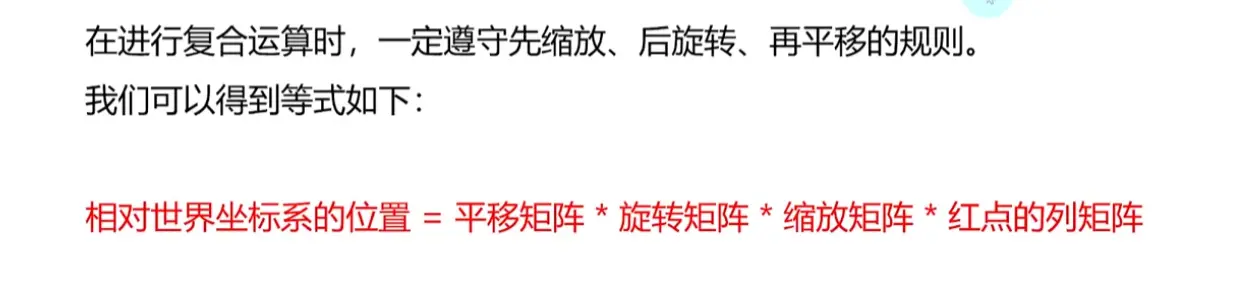 在进行复合运算时，一定遵守先缩放、后旋转、再平移的规则。
我们可以得到等式如下：
相对世界坐标系的位置 = 平移矩阵 * 旋转矩阵 * 缩放矩阵 * 红点的列矩阵